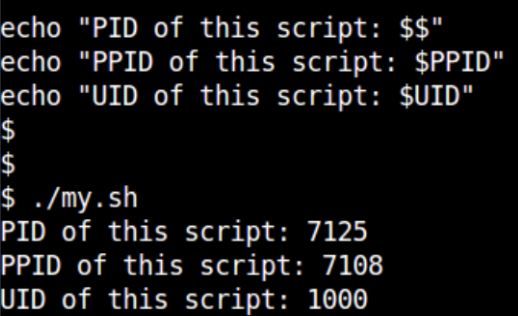 echo "PID of this script: $$"
echo "PPID of this script: $PPID"
echo "UID of this script: $UID"
$
$
$ ./my.sh
PID of this script: 7125
PPID of this script: 7108
UID of this script: 1000